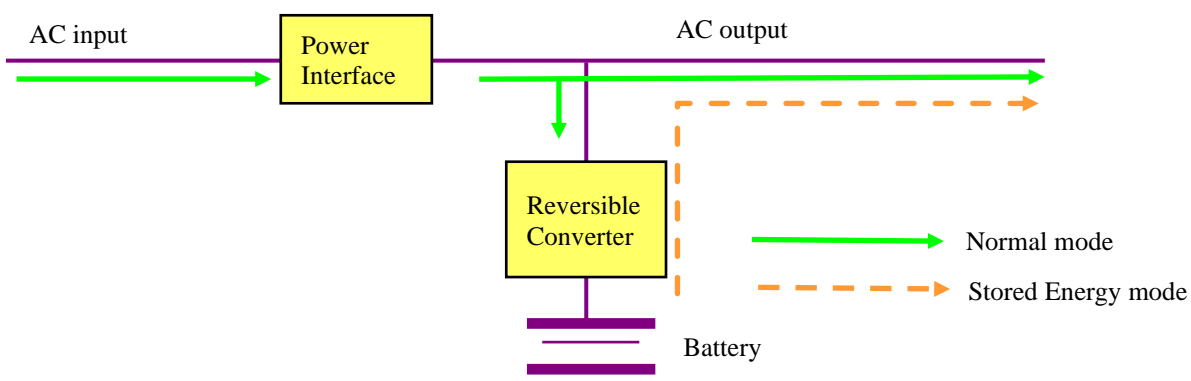 AC input
Power
Interface
AC output
Reversible
Converter
Normal mode
Stored Energy mode
Battery